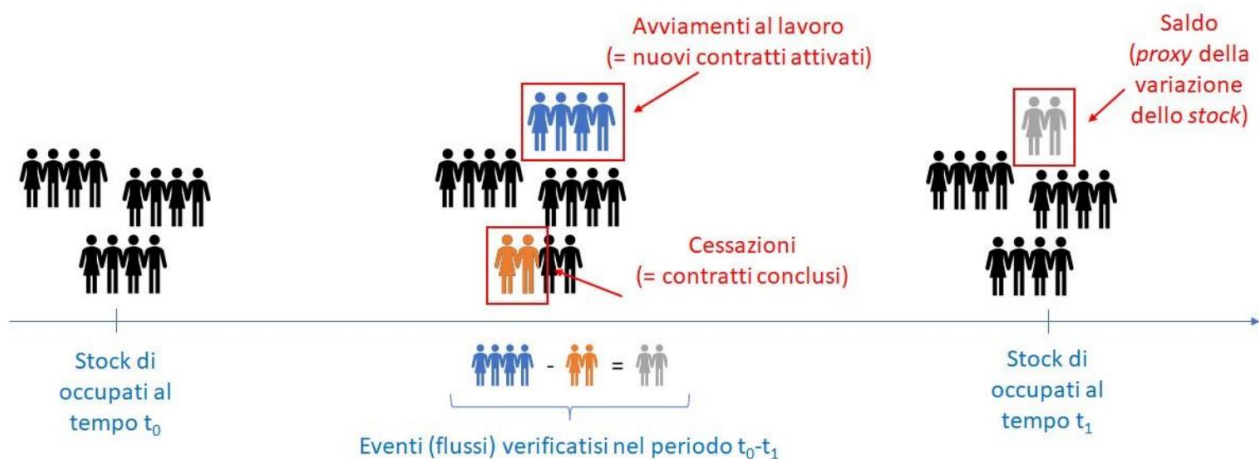 Avviamenti al lavoro
(= nuovi contratti attivati)
Saldo
(proxy della
variazione
dello stock)
Cessazioni
(= contratti conclusi)
Stock di
occupati al
tempo t₀
- =
Stock di
occupati al
tempo t₁
Eventi (flussi) verificatisi nel periodo t₀-t₁